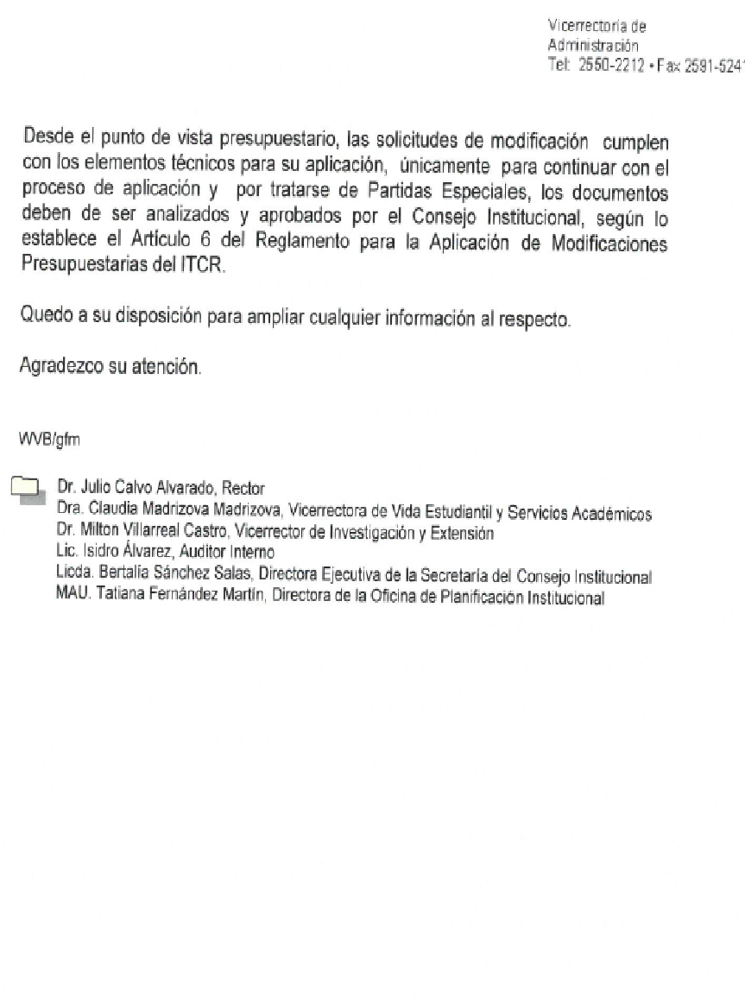 Vicerrectoría de
Administración
Tel: 2550-2212 • Fax 2591-5241
Desde el punto de vista presupuestario, las solicitudes de modificación cumplen
con los elementos técnicos para su aplicación, únicamente para continuar con el
proceso de aplicación y por tratarse de Partidas Especiales, los documentos
deben de ser analizados y aprobados por el Consejo Institucional, según lo
establece el Artículo 6 del Reglamento para la Aplicación de Modificaciones
Presupuestarias del ITCR.
Quedo a su disposición para ampliar cualquier información al respecto.
Agradezco su atención.
WVB/gfm
Dr. Julio Calvo Alvarado, Rector
Dra. Claudia Madrizova Madrizova, Vicerrectora de Vida Estudiantil y Servicios Académicos
Dr. Milton Villarreal Castro, Vicerrector de Investigación y Extensión
Lic. Isidro Álvarez, Auditor Interno
Licda. Bertalía Sánchez Salas, Directora Ejecutiva de la Secretaría del Consejo Institucional
MAU. Tatiana Fernández Martín, Directora de la Oficina de Planificación Institucional